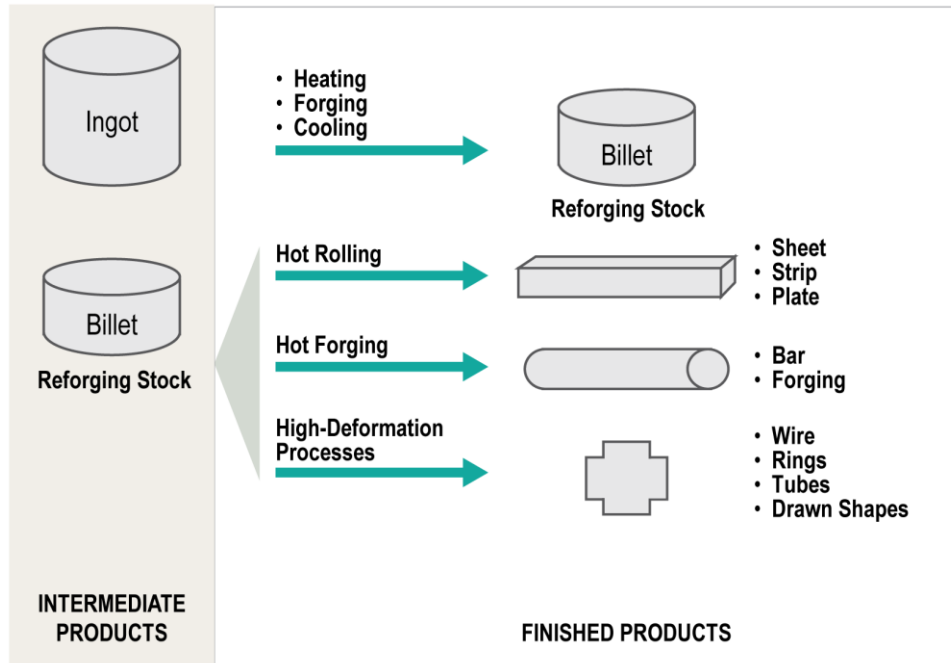 Ingot
• Heating
• Forging
• Cooling
Billet
Reforging Stock
Billet
Reforging Stock
Hot Rolling
• Sheet
• Strip
• Plate
Hot Forging
• Bar
• Forging
High-Deformation
Processes
• Wire
• Rings
• Tubes
• Drawn Shapes
INTERMEDIATE
PRODUCTS
FINISHED PRODUCTS